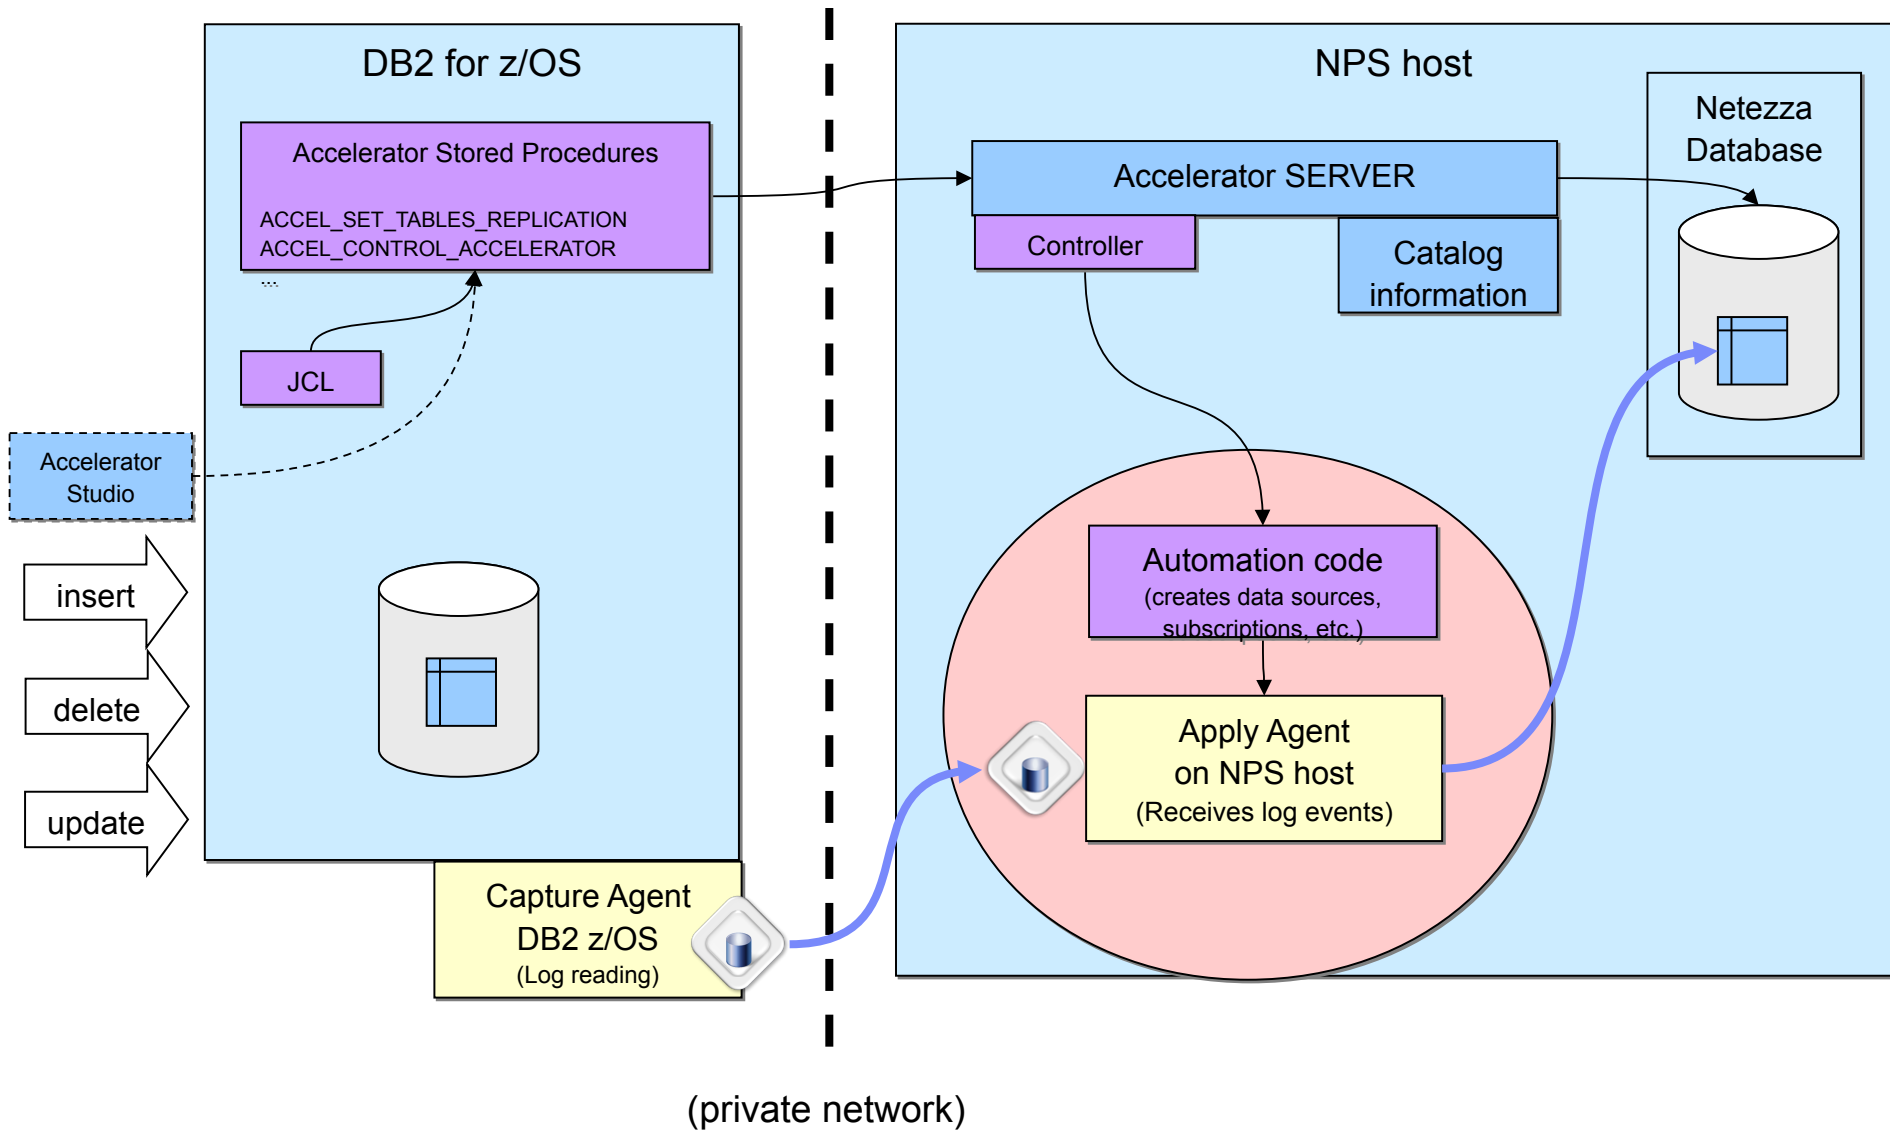 DB2 for z/OS
Accelerator Stored Procedures
ACCEL_SET_TABLES_REPLICATION
ACCEL_CONTROL_ACCELERATOR
...
JCL
Accelerator
Studio
insert
delete
update
Capture Agent
DB2 z/OS
(Log reading)
NPS host
Netezza
Database
Accelerator SERVER
Controller
Catalog
information
Automation code
(creates data sources,
subscriptions, etc.)
Apply Agent
on NPS host
(Receives log events)
(private network)